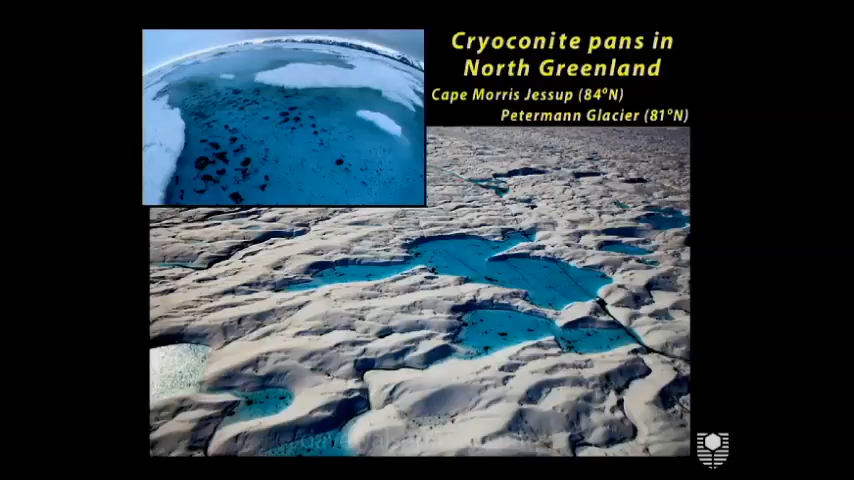 Cryoconite pans in
North Greenland
Cape Morris Jessup (84°N)
Petermann Glacier (81°N)